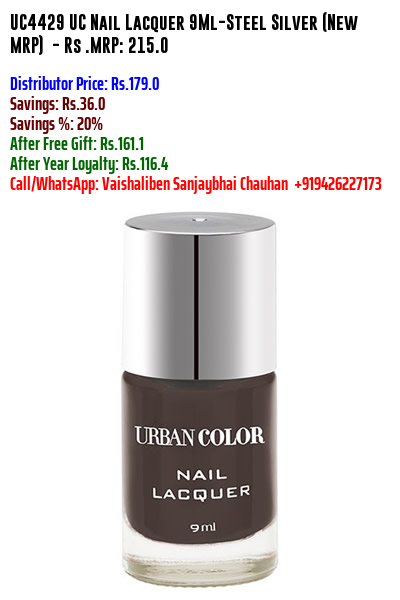 UC4429 UC Nail Lacquer 9Ml-Steel Silver (New
MRP)  - Rs .MRP: 215.0
Distributor Price: Rs.179.0
Savings: Rs.36.0
Savings %: 20%
After Free Gift: Rs.161.1
After Year Loyalty: Rs.116.4
Call/WhatsApp: Vaishaliben Sanjaybhai Chauhan  +919426227173
URBAN COLOR
NAIL
LACQUER
9ml